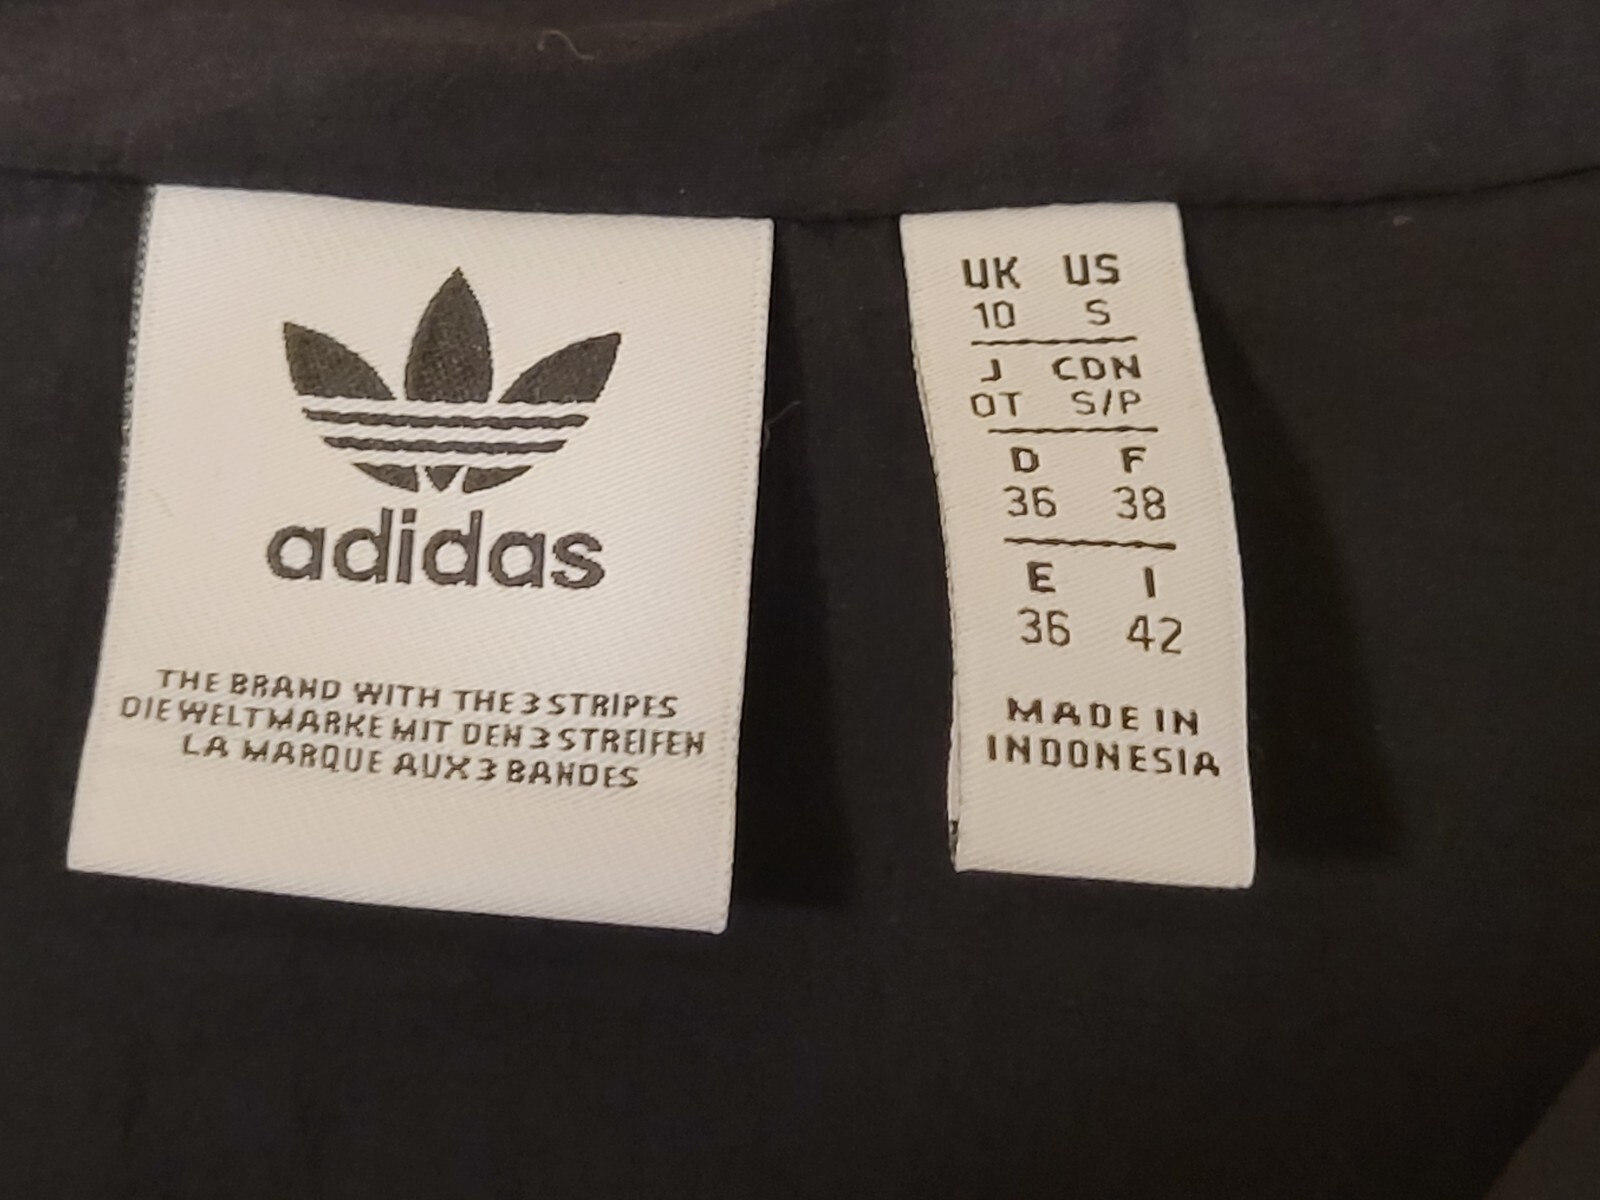 adidas
THE BRAND WITH THE 3 STRIPES
DIE WELTMARKE MIT DEN 3 STREIFEN
LA MARQUE AUX 3 BANDES
UK US
10 S
J CDN
OT S/P
D F
36 38
E I
36 42
MADE IN
INDONESIA